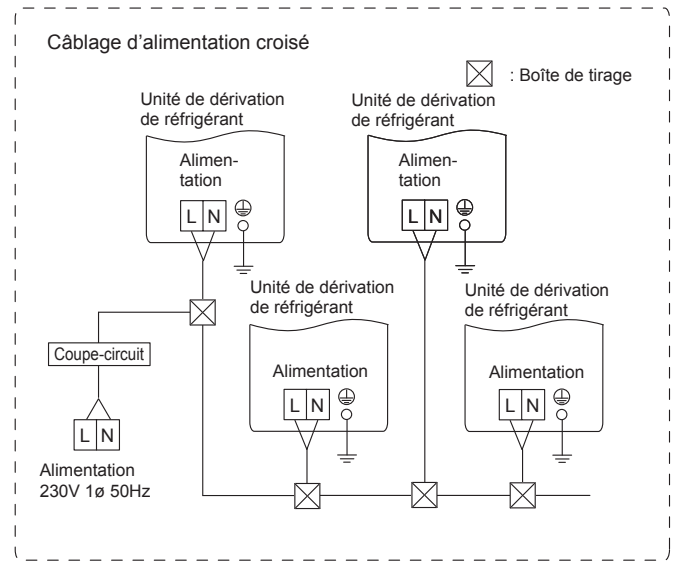 Câblage d'alimentation croisé
: Boîte de tirage
Unité de dérivation
de réfrigérant
Alimen-
tation
L N
Unité de dérivation
de réfrigérant
Alimen-
tation
L N
Unité de dérivation
de réfrigérant
Alimentation
L N
Unité de dérivation
de réfrigérant
Alimentation
L N
Coupe-circuit
L N
Alimentation
230V 1ø 50Hz